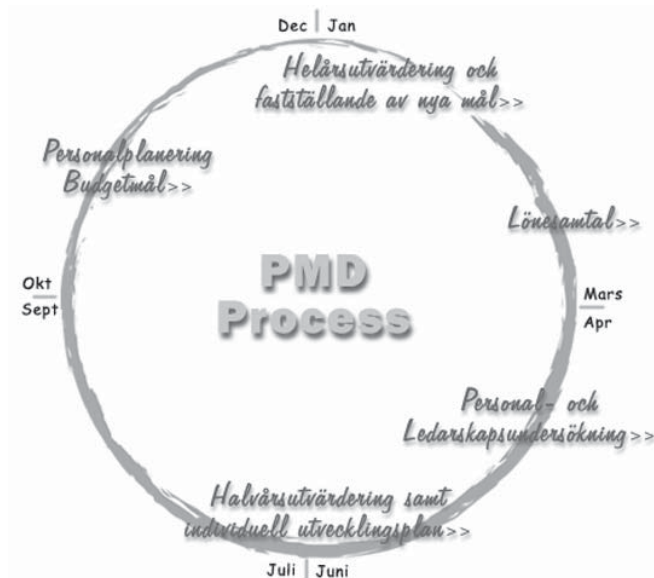 Dec | Jan
Helårsutvärdering och
fastställande av nya mål>>
Personalplanering
Budgetmål>>
Lönesamtal>>
PMD
Process
Okt
Sept
Mars
Apr
Personal- och
Ledarskapsundersökning>>
Halvårsutvärdering samt
individuell utvecklingsplan>>
Juli | Juni